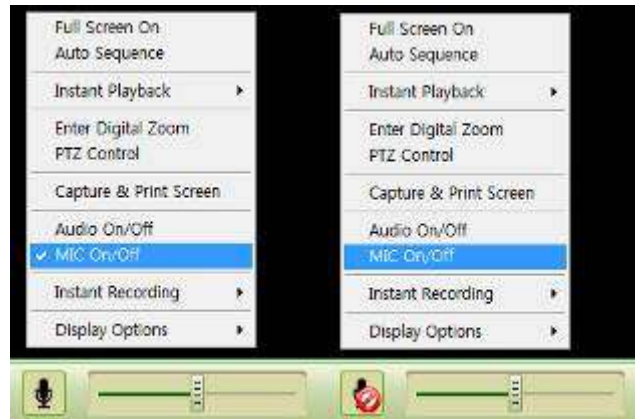 Full Screen On
Auto Sequence
Instant Playback
Enter Digital Zoom
PTZ Control
Capture & Print Screen
Audio On/Off
MIC On/Off
Instant Recording
Display Options
Full Screen On
Auto Sequence
Instant Playback
Enter Digital Zoom
PTZ Control
Capture & Print Screen
Audio On/Off
MIC On/Off
Instant Recording
Display Options